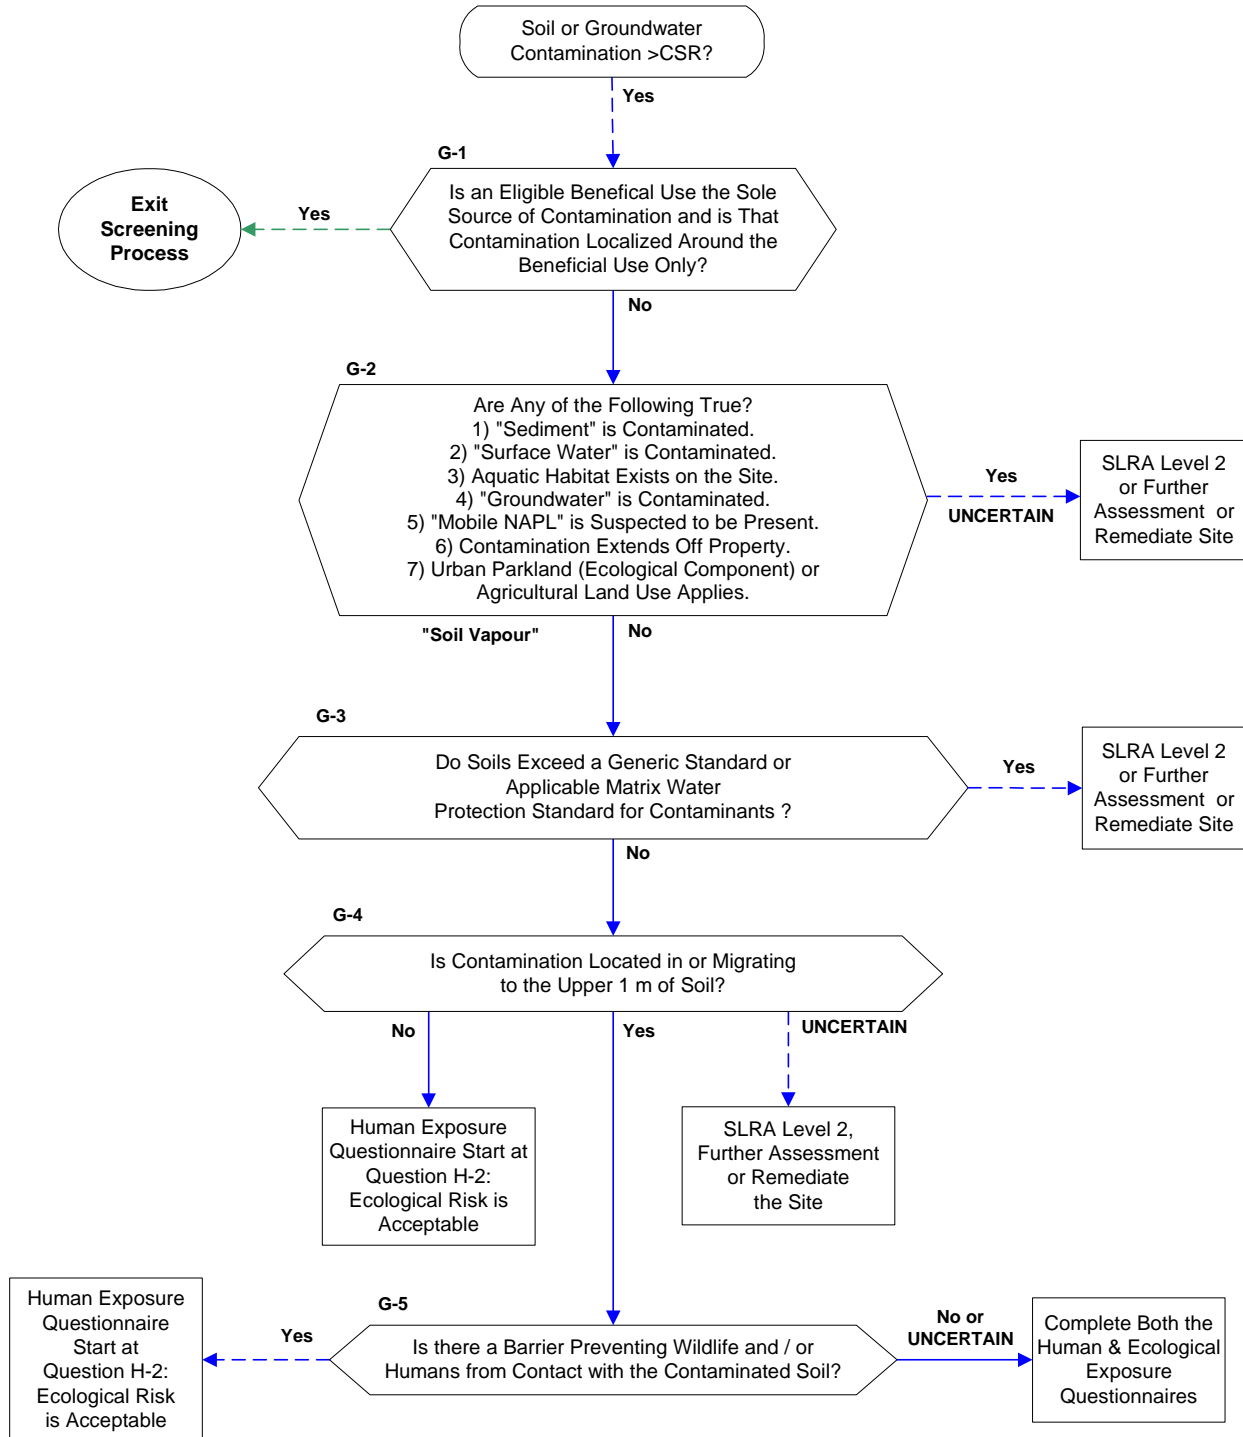 Soil or Groundwater
Contamination >CSR?
Yes
G-1
Is an Eligible Benefical Use the Sole
Source of Contamination and is That
Contamination Localized Around the
Beneficial Use Only?
Yes
Exit
Screening
Process
No
G-2
Are Any of the Following True?
1) "Sediment" is Contaminated.
2) "Surface Water" is Contaminated.
3) Aquatic Habitat Exists on the Site.
4) "Groundwater" is Contaminated.
5) "Mobile NAPL" is Suspected to be Present.
6) Contamination Extends Off Property.
7) Urban Parkland (Ecological Component) or
Agricultural Land Use Applies.
Yes
UNCERTAIN
SLRA Level 2
or Further
Assessment or
Remediate Site
"Soil Vapour"
No
G-3
Do Soils Exceed a Generic Standard or
Applicable Matrix Water
Protection Standard for Contaminants ?
Yes
SLRA Level 2
or Further
Assessment or
Remediate Site
No
G-4
Is Contamination Located in or Migrating
to the Upper 1 m of Soil?
No
Yes
UNCERTAIN
Human Exposure
Questionnaire Start at
Question H-2:
Ecological Risk is
Acceptable
SLRA Level 2,
Further Assessment
or Remediate
the Site
G-5
Is there a Barrier Preventing Wildlife and / or
Humans from Contact with the Contaminated Soil?
Yes
Human Exposure
Questionnaire
Start at
Question H-2:
Ecological Risk
is Acceptable
No or
UNCERTAIN
Complete Both the
Human & Ecological
Exposure
Questionnaires